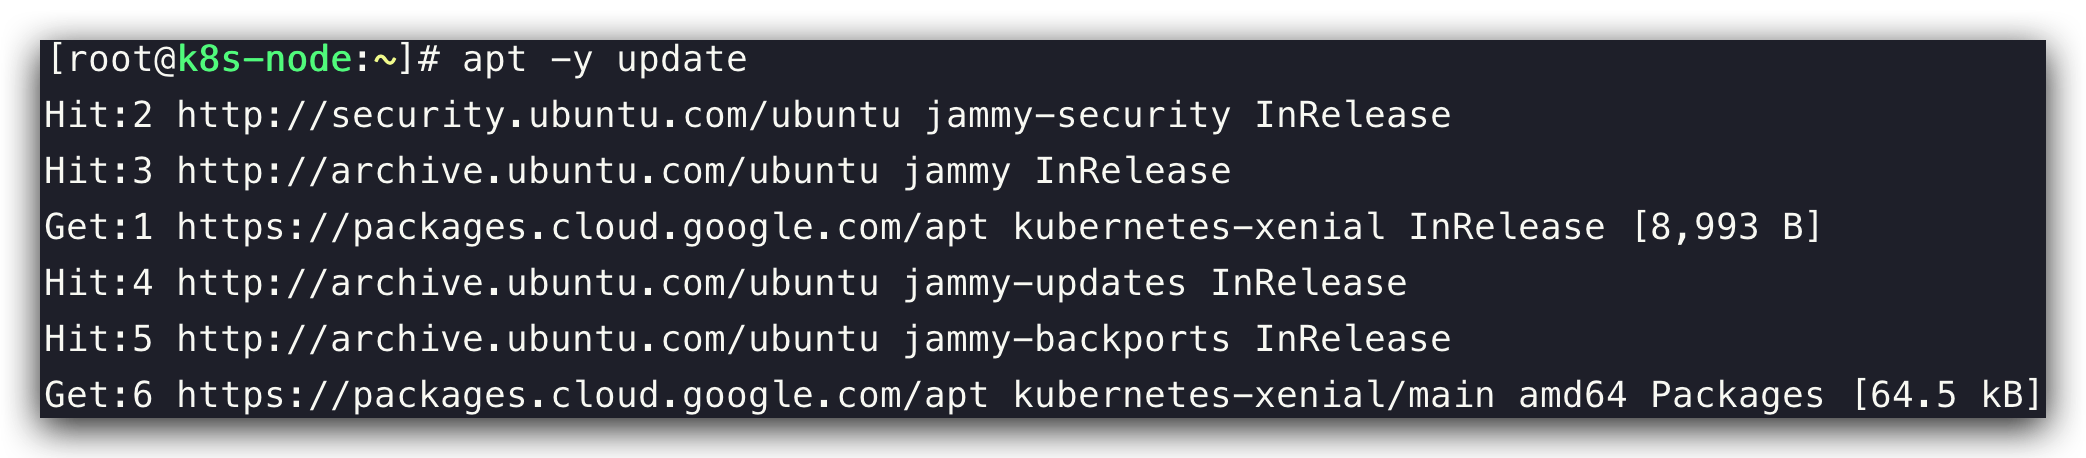 [root@k8s-node:~]# apt -y update
Hit:2 http://security.ubuntu.com/ubuntu jammy-security InRelease
Hit:3 http://archive.ubuntu.com/ubuntu jammy InRelease
Get:1 https://packages.cloud.google.com/apt kubernetes-xenial InRelease [8,993 B]
Hit:4 http://archive.ubuntu.com/ubuntu jammy-updates InRelease
Hit:5 http://archive.ubuntu.com/ubuntu jammy-backports InRelease
Get:6 https://packages.cloud.google.com/apt kubernetes-xenial/main amd64 Packages [64.5 kB]